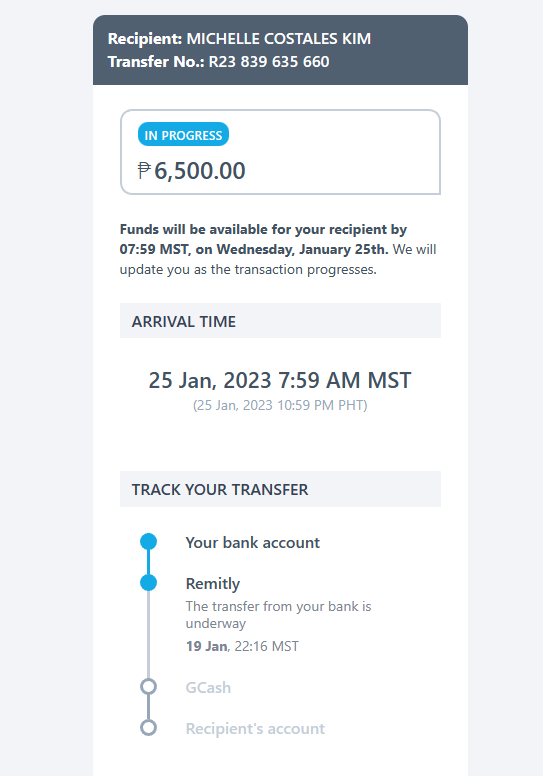 Recipient: MICHELLE COSTALES KIM
Transfer No.: R23 839 635 660
IN PROGRESS
₱6,500.00
Funds will be available for your recipient by
07:59 MST, on Wednesday, January 25th. We will
update you as the transaction progresses.
ARRIVAL TIME
25 Jan, 2023 7:59 AM MST
(25 Jan, 2023 10:59 PM PHT)
TRACK YOUR TRANSFER
Your bank account
Remitly
The transfer from your bank is
underway
19 Jan, 22:16 MST
GCash
Recipient's account